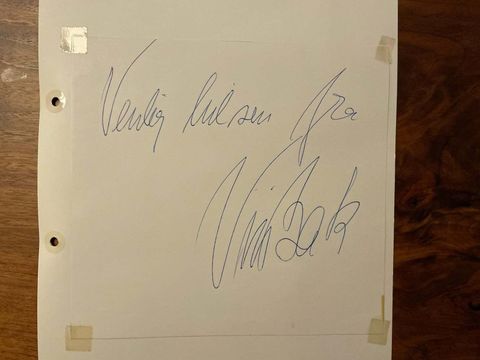 Venlig hilsen fra
Vivi Bak